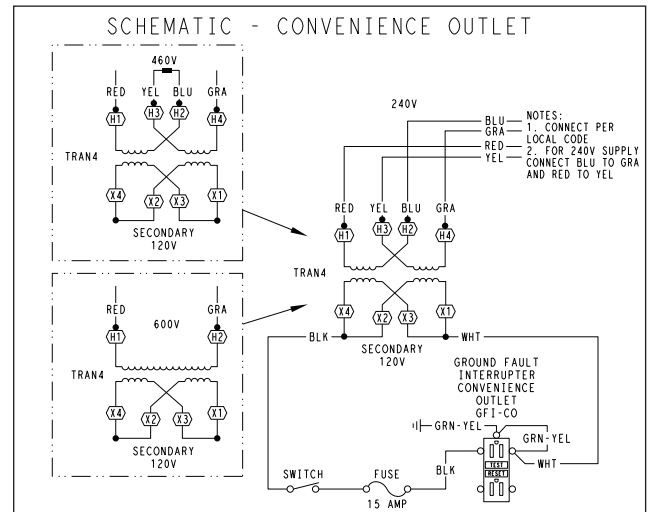 SCHEMATIC - CONVENIENCE OUTLET
460V
RED YEL BLU GRA
H1 H3 H2 H4
TRAN4
X4 X2 X3 X1
SECONDARY
120V
RED GRA
600V
H1 H2
TRAN4
X4 X2 X3 X1
SECONDARY
120V
240V
BLU
GRA
RED
YEL
NOTES:
1. CONNECT PER
LOCAL CODE
2. FOR 240V SUPPLY
CONNECT BLU TO GRA
AND RED TO YEL
RED YEL BLU GRA
H1 H3 H2 H4
TRAN4
X4 X2 X3 X1
BLK
WHT
SECONDARY
120V
GROUND FAULT
INTERRUPTER
CONVENIENCE
OUTLET
GFI-CO
GRN-YEL
GRN-YEL
WHT
TEST
RESET
BLK
SWITCH
FUSE
15 AMP